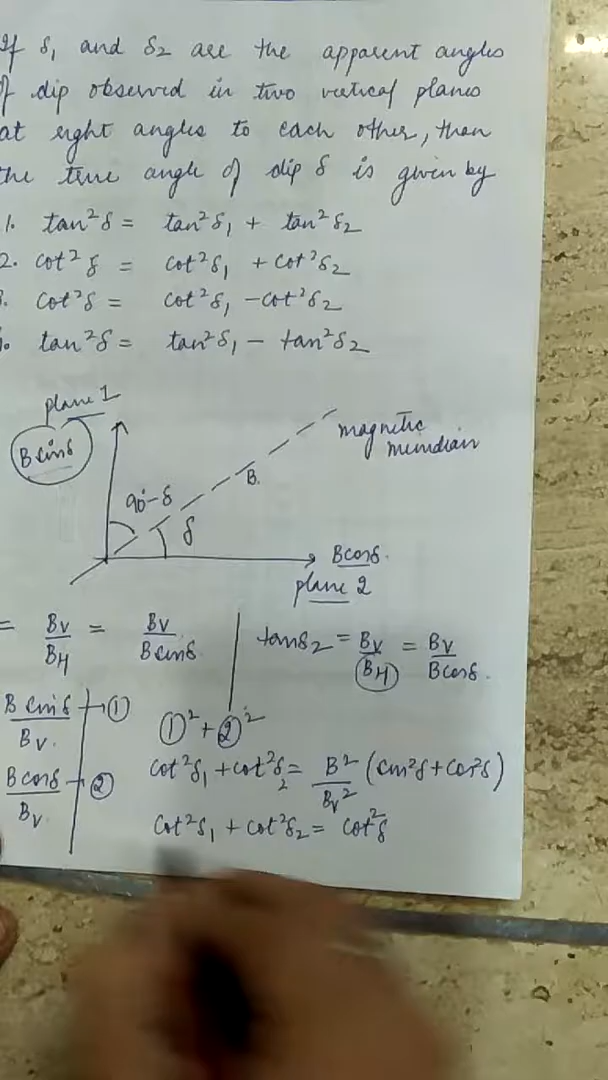 If δ₁ and δ₂ are the apparent angles
of dip observed in two vertical planes
at right angles to each other, then
the true angle of dip δ is given by
1. tan²δ = tan²δ₁ + tan²δ₂
2. cot²δ = cot²δ₁ + cot²δ₂
3. cot²δ = cot²δ₁ - cot²δ₂
tan²δ = tan²δ₁ - tan²δ₂
plane 1
B sinδ
magnetic
meridian
B.
90°-δ
δ
B cosδ.
plane 2
= Bv/BH = Bv/B sinδ
tanδ₂ = Bv/BH = Bv/B cosδ.
B sinδ/Bv. → ①
①² + ②²
B cosδ/Bv → ②
cot²δ₁ + cot²δ₂ = B²/Bv² (sin²δ + cos²δ)
cot²δ₁ + cot²δ₂ = cot²δ